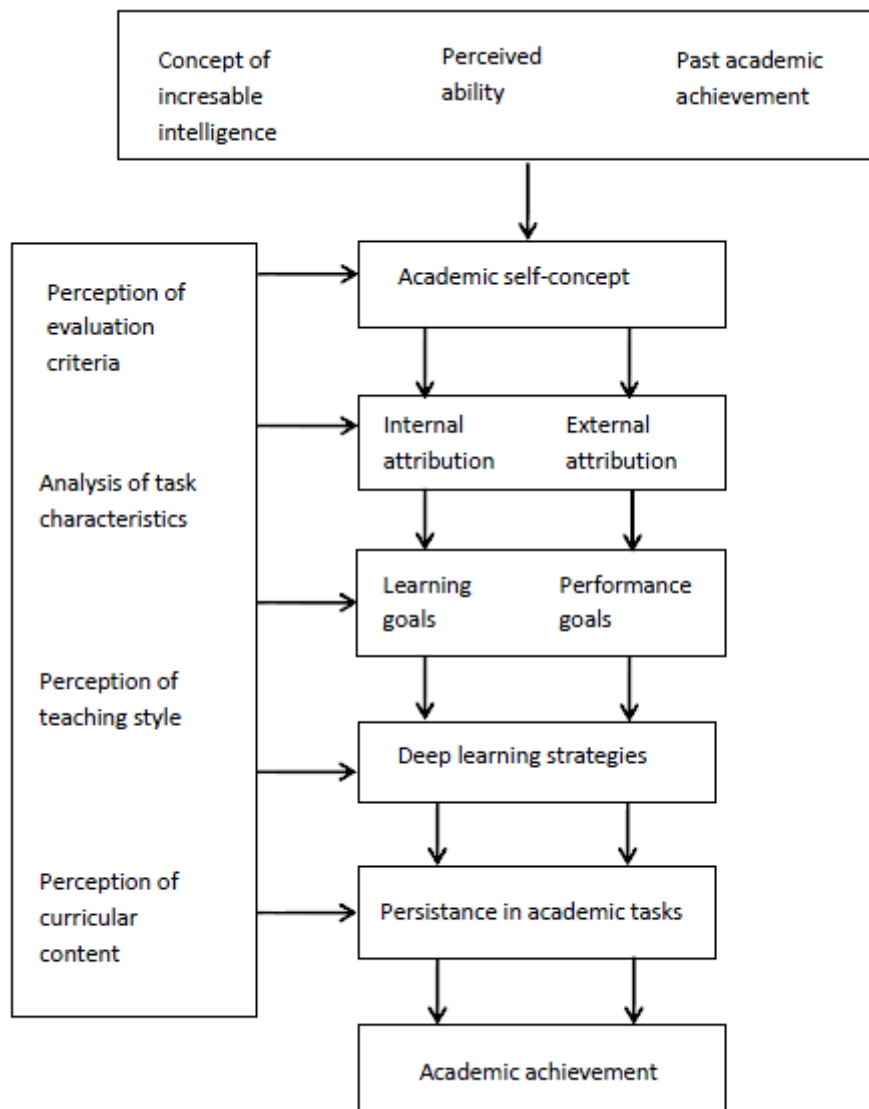 Concept of
incresable
intelligence
Perceived
ability
Past academic
achievement
Perception of
evaluation
criteria
Analysis of task
characteristics
Perception of
teaching style
Perception of
curricular
content
Academic self-concept
Internal
attribution
External
attribution
Learning
goals
Performance
goals
Deep learning strategies
Persistance in academic tasks
Academic achievement